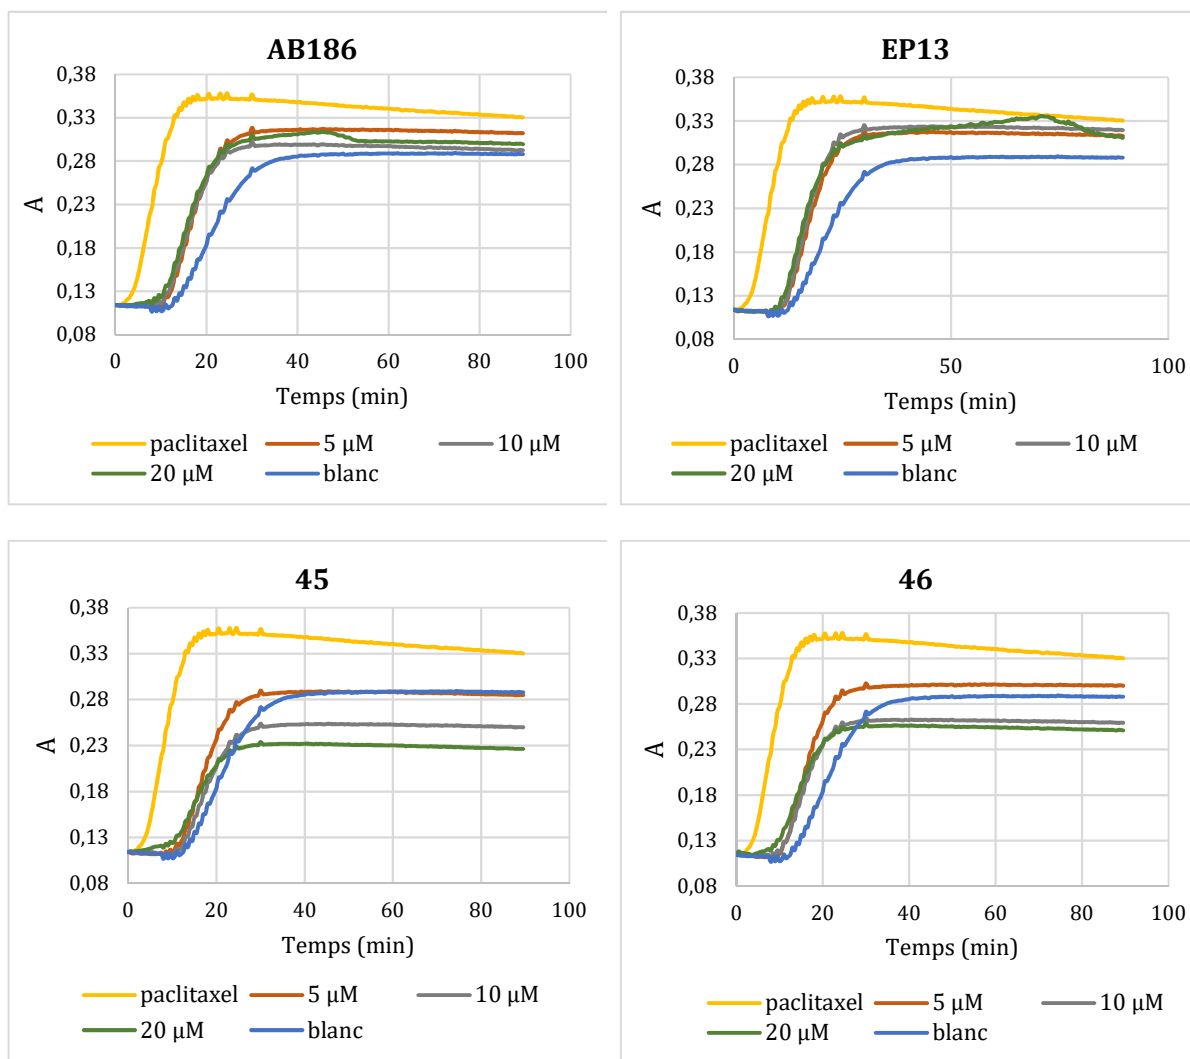 AB186
0,38
0,33
0,28
0,23
0,18
0,13
0,08
A
0 20 40 60 80 100
Temps (min)
paclitaxel 5 µM 10 µM
20 µM blanc
EP13
0,38
0,33
0,28
0,23
0,18
0,13
0,08
A
0 50 100
Temps (min)
paclitaxel 5 µM 10 µM
20 µM blanc
45
0,38
0,33
0,28
0,23
0,18
0,13
0,08
A
0 20 40 60 80 100
Temps (min)
paclitaxel 5 µM 10 µM
20 µM blanc
46
0,38
0,33
0,28
0,23
0,18
0,13
0,08
A
0 20 40 60 80 100
Temps (min)
paclitaxel 5 µM 10 µM
20 µM blanc